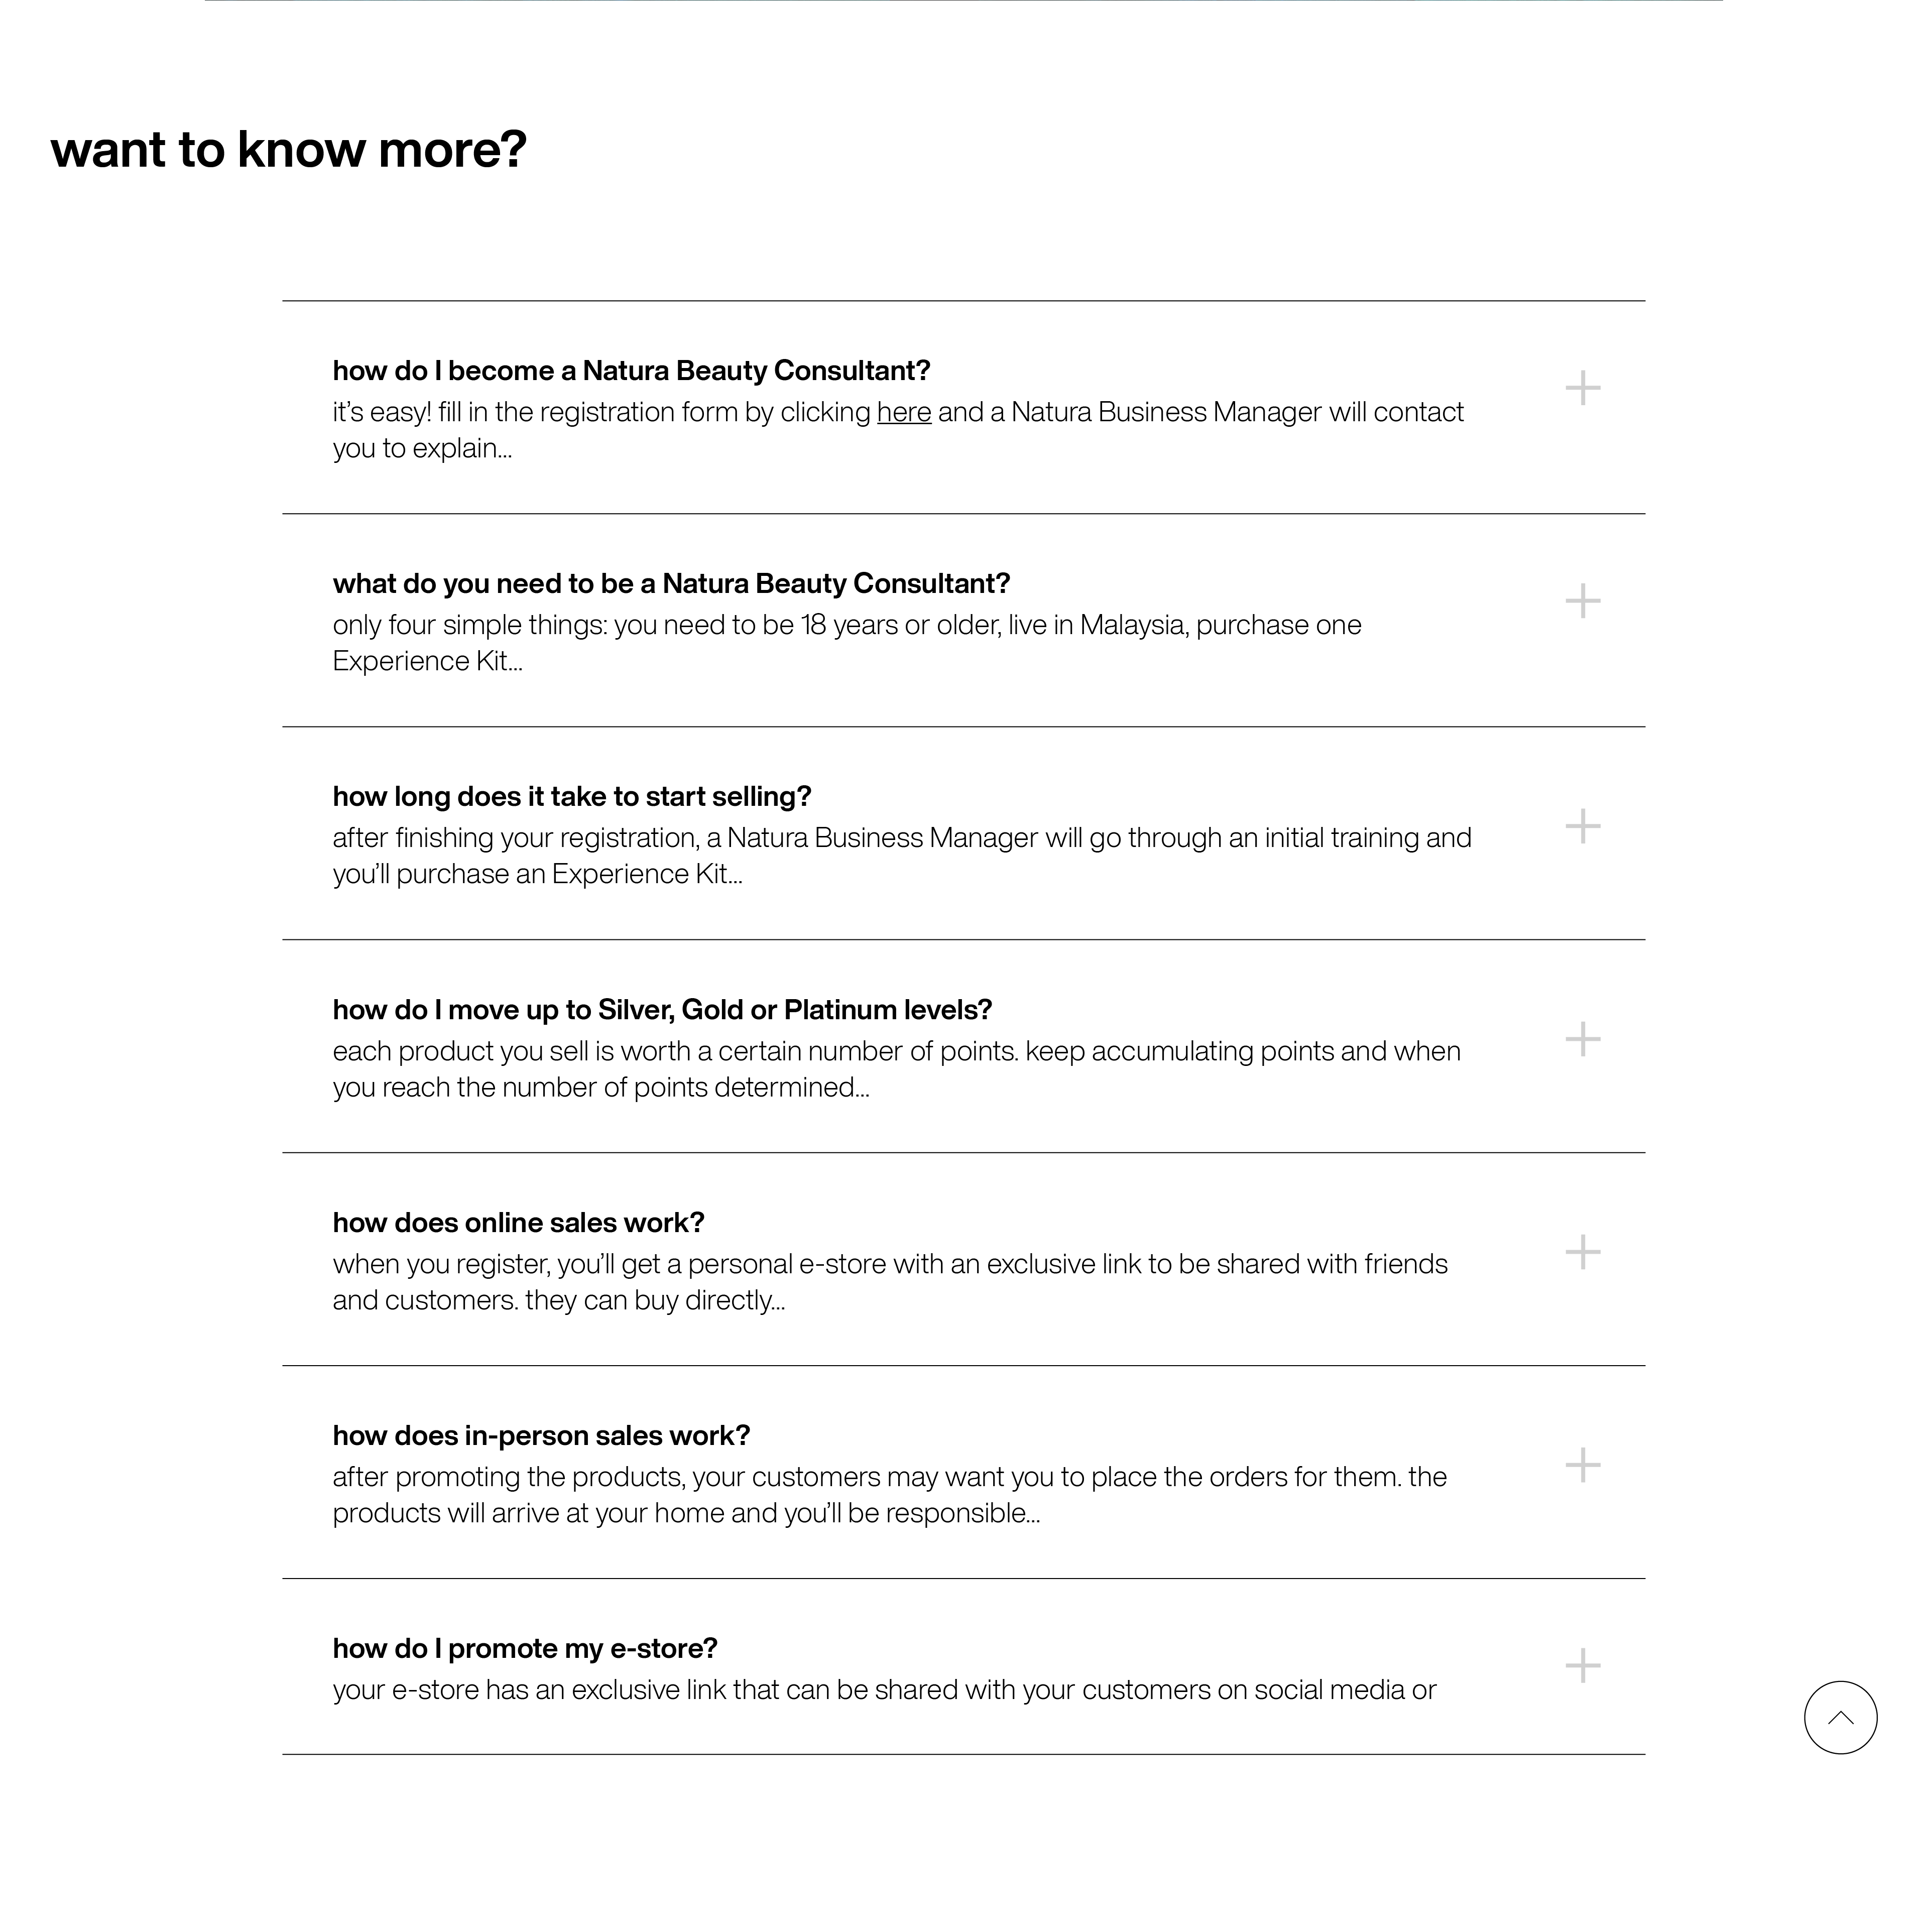 want to know more?
how do I become a Natura Beauty Consultant?
it’s easy! fill in the registration form by clicking here and a Natura Business Manager will contact
you to explain...
what do you need to be a Natura Beauty Consultant?
only four simple things: you need to be 18 years or older, live in Malaysia, purchase one
Experience Kit...
how long does it take to start selling?
after finishing your registration, a Natura Business Manager will go through an initial training and
you’ll purchase an Experience Kit...
how do I move up to Silver, Gold or Platinum levels?
each product you sell is worth a certain number of points. keep accumulating points and when
you reach the number of points determined...
how does online sales work?
when you register, you’ll get a personal e-store with an exclusive link to be shared with friends
and customers. they can buy directly...
how does in-person sales work?
after promoting the products, your customers may want you to place the orders for them. the
products will arrive at your home and you’ll be responsible...
how do I promote my e-store?
your e-store has an exclusive link that can be shared with your customers on social media or